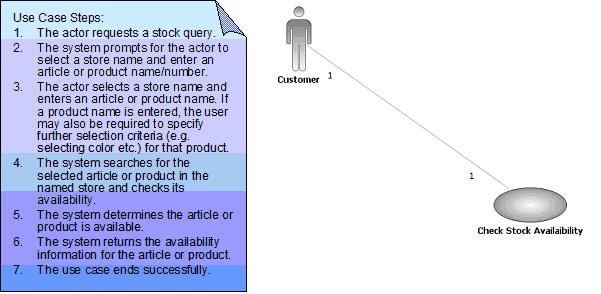 Use Case Steps:
1. The actor requests a stock query.
2. The system prompts for the actor to
select a store name and enter an
article or product name/number.
3. The actor selects a store name and
enters an article or product name. If
a product name is entered, the user
may also be required to specify
further selection criteria (e.g.
selecting color etc.) for that product.
4. The system searches for the
selected article or product in the
named store and checks its
availability.
5. The system determines the article or
product is available.
6. The system returns the availability
information for the article or product.
7. The use case ends successfully.
Customer
1
1
Check Stock Availaibility